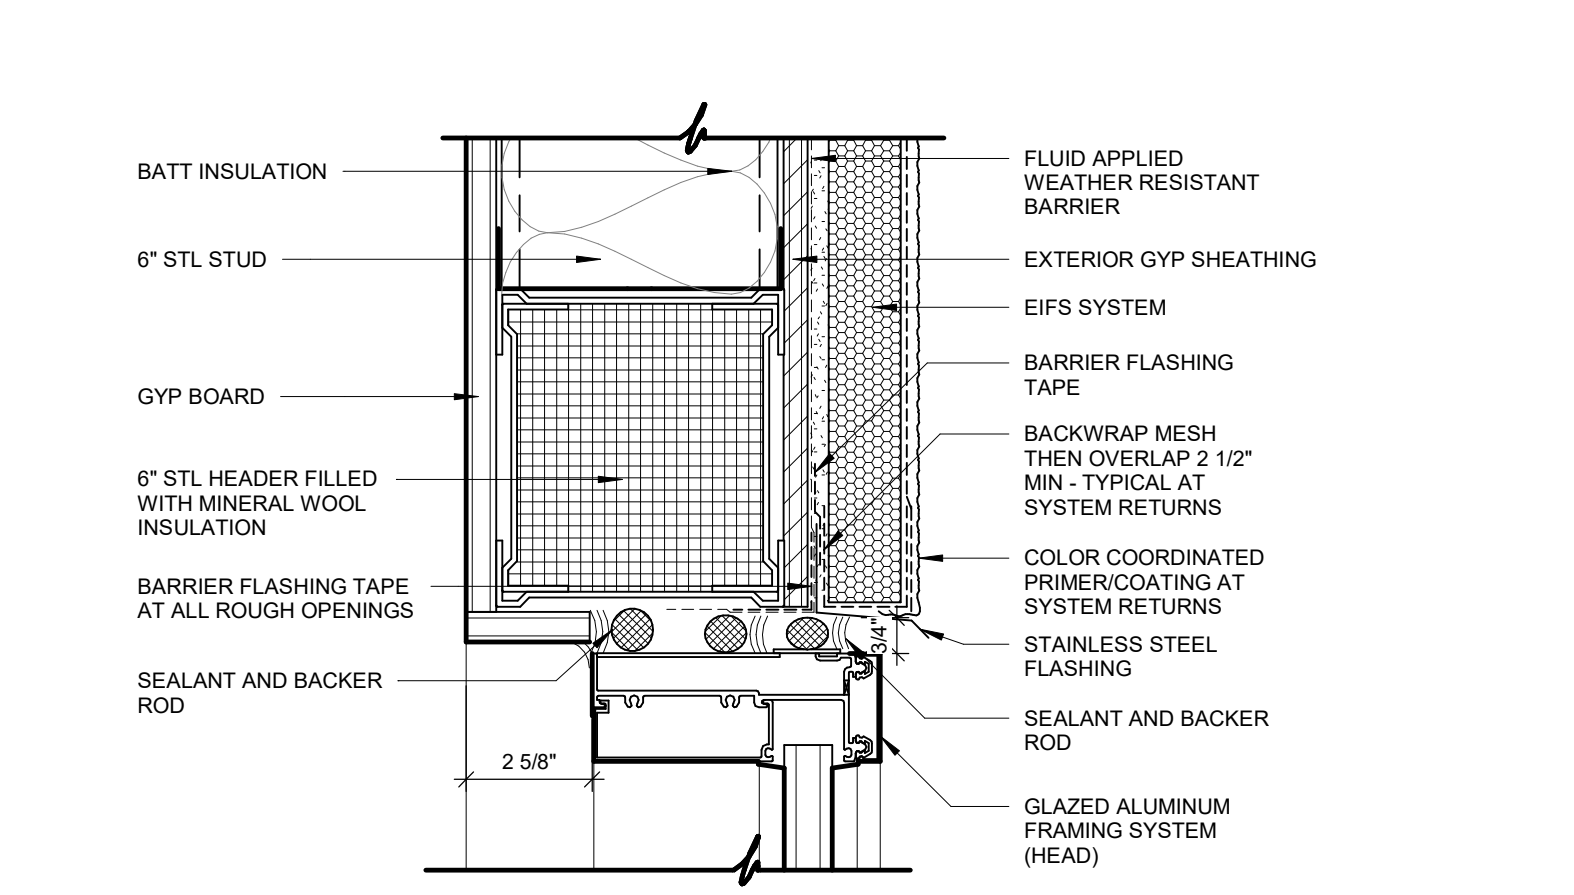 BATT INSULATION
6" STL STUD
GYP BOARD
6" STL HEADER FILLED
WITH MINERAL WOOL
INSULATION
BARRIER FLASHING TAPE
AT ALL ROUGH OPENINGS
SEALANT AND BACKER
ROD
2 5/8"
3/4"
FLUID APPLIED
WEATHER RESISTANT
BARRIER
EXTERIOR GYP SHEATHING
EIFS SYSTEM
BARRIER FLASHING
TAPE
BACKWRAP MESH
THEN OVERLAP 2 1/2"
MIN - TYPICAL AT
SYSTEM RETURNS
COLOR COORDINATED
PRIMER/COATING AT
SYSTEM RETURNS
STAINLESS STEEL
FLASHING
SEALANT AND BACKER
ROD
GLAZED ALUMINUM
FRAMING SYSTEM
(HEAD)